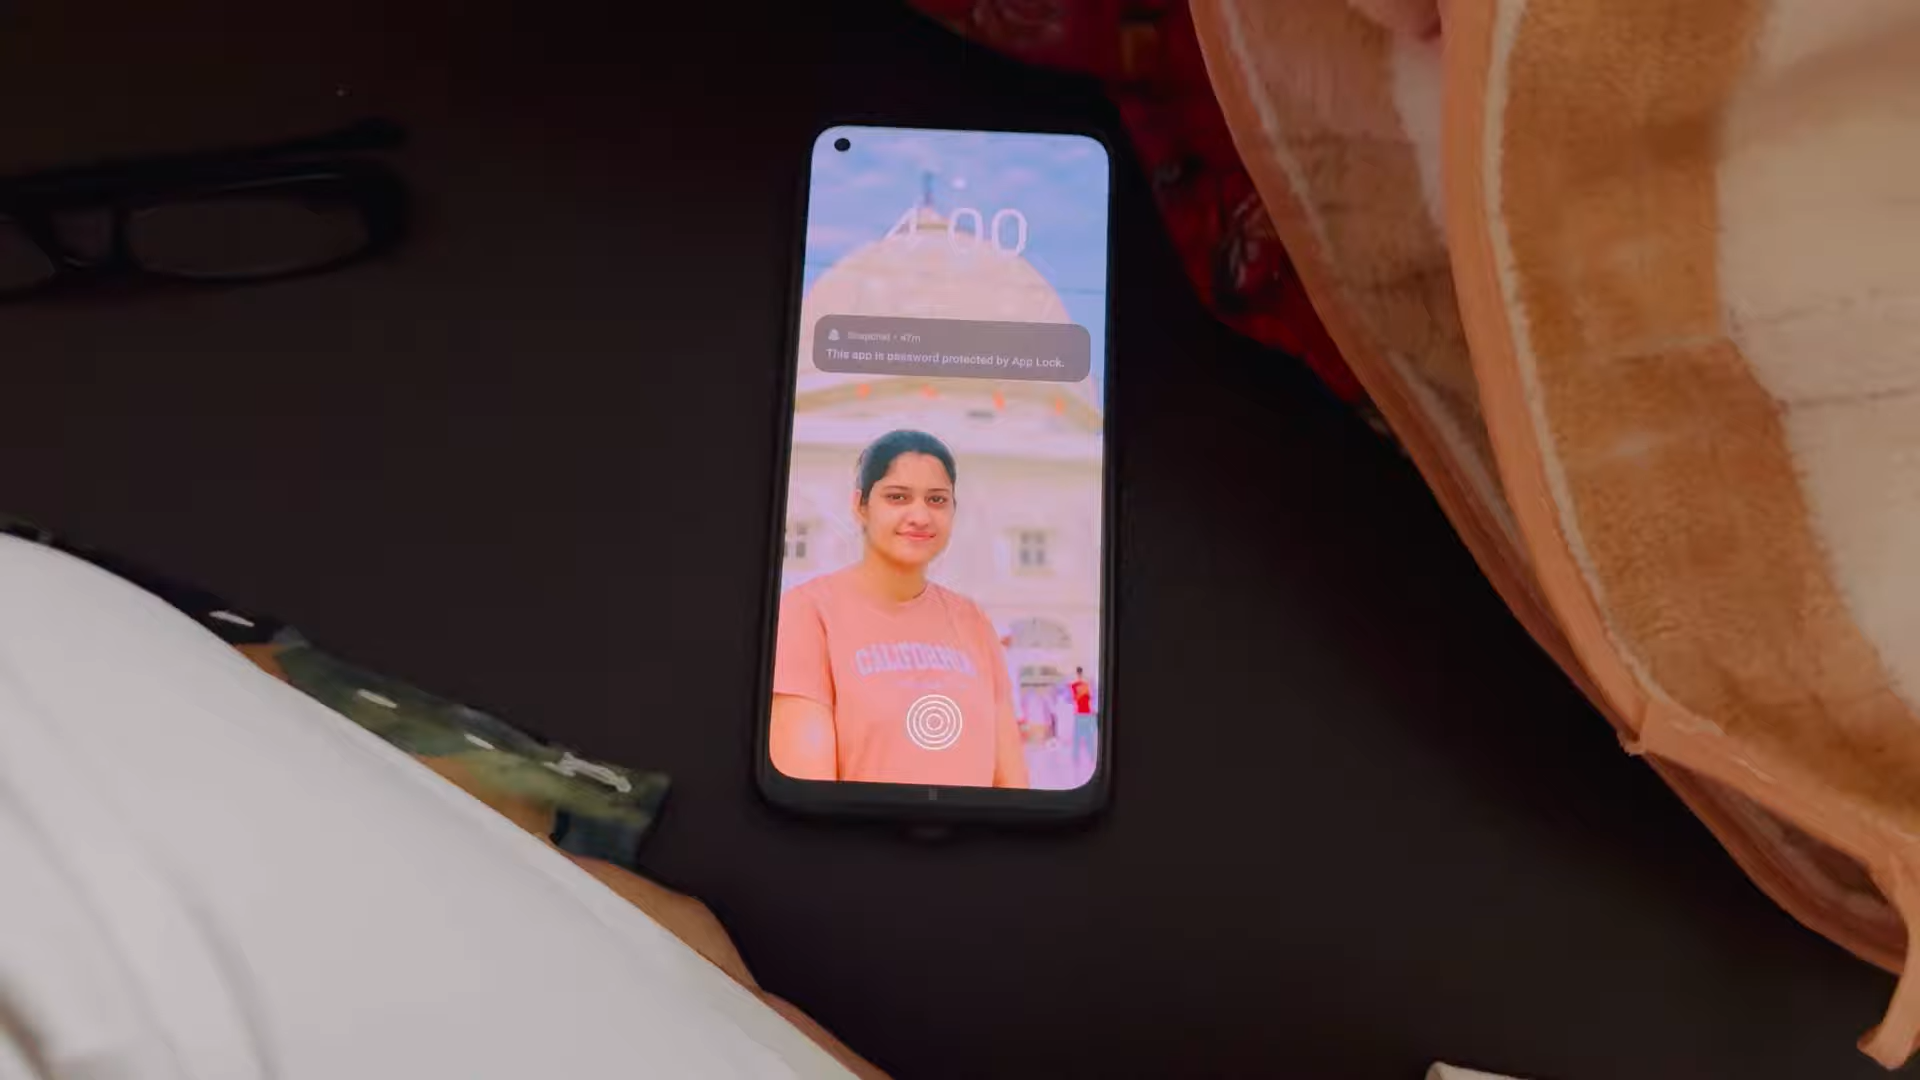 4:00
Snapchat • 47m
This app is password protected by App Lock.
CALIFORNIA